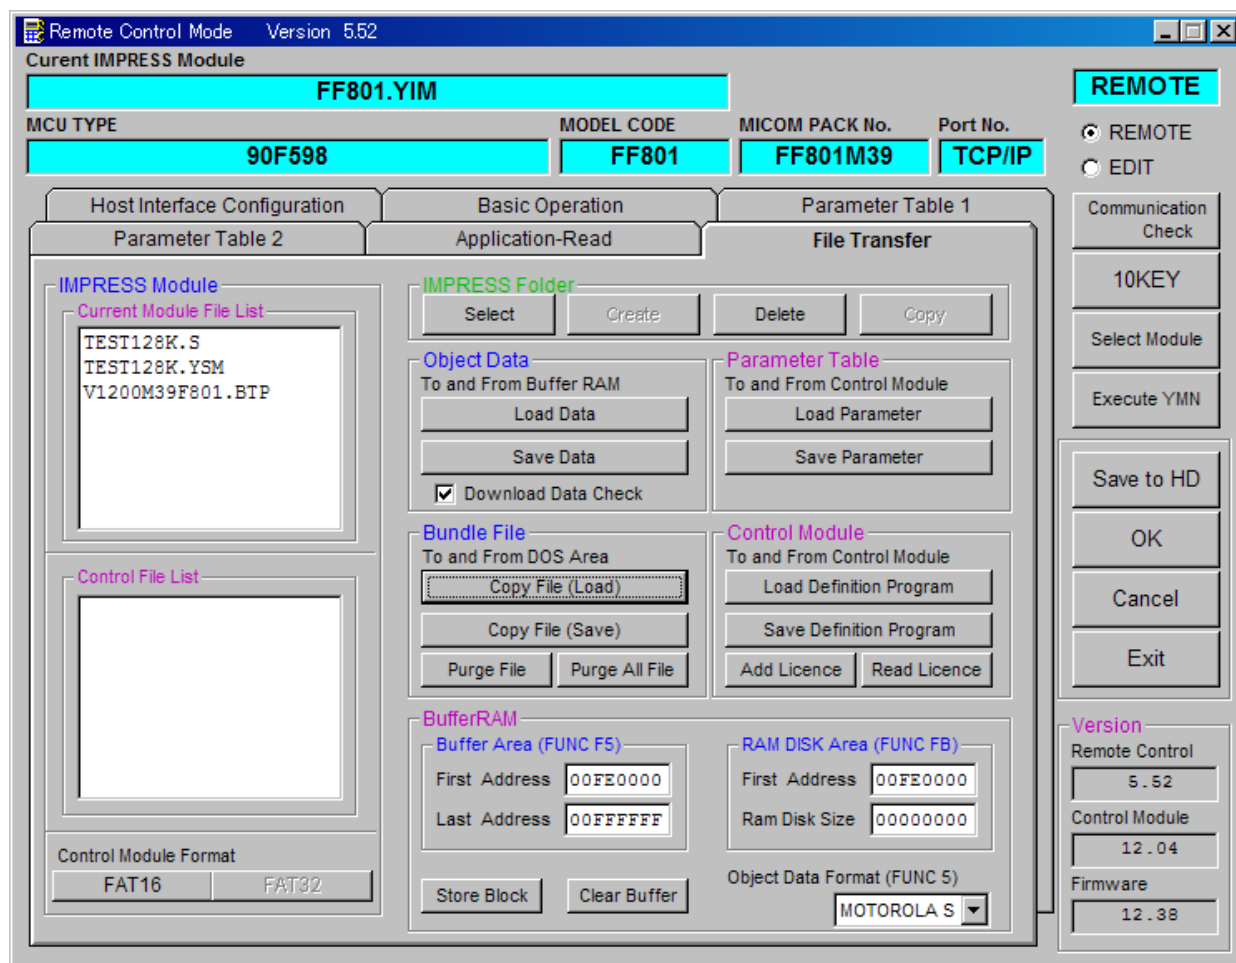 Remote Control Mode Version 5.52
Curent IMPRESS Module
FF801.YIM
REMOTE
MCU TYPE
MODEL CODE
MICOM PACK No.
Port No.
90F598
FF801
FF801M39
TCP/IP
REMOTE
EDIT
Host Interface Configuration
Basic Operation
Parameter Table 1
Parameter Table 2
Application-Read
File Transfer
IMPRESS Module
Current Module File List
TEST128K.S
TEST128K.YSM
V1200M39F801.BTP
Control File List
Control Module Format
FAT16
FAT32
IMPRESS Folder
Select
Create
Delete
Copy
Object Data
To and From Buffer RAM
Load Data
Save Data
Download Data Check
Parameter Table
To and From Control Module
Load Parameter
Save Parameter
Bundle File
To and From DOS Area
Copy File (Load)
Copy File (Save)
Purge File
Purge All File
Control Module
To and From Control Module
Load Definition Program
Save Definition Program
Add Licence
Read Licence
BufferRAM
Buffer Area (FUNC F5)
First Address 00FE0000
Last Address 00FFFFFF
RAM DISK Area (FUNC FB)
First Address 00FE0000
Ram Disk Size 00000000
Store Block
Clear Buffer
Object Data Format (FUNC 5)
MOTOROLA S
Communication
Check
10KEY
Select Module
Execute YMN
Save to HD
OK
Cancel
Exit
Version
Remote Control
5.52
Control Module
12.04
Firmware
12.38